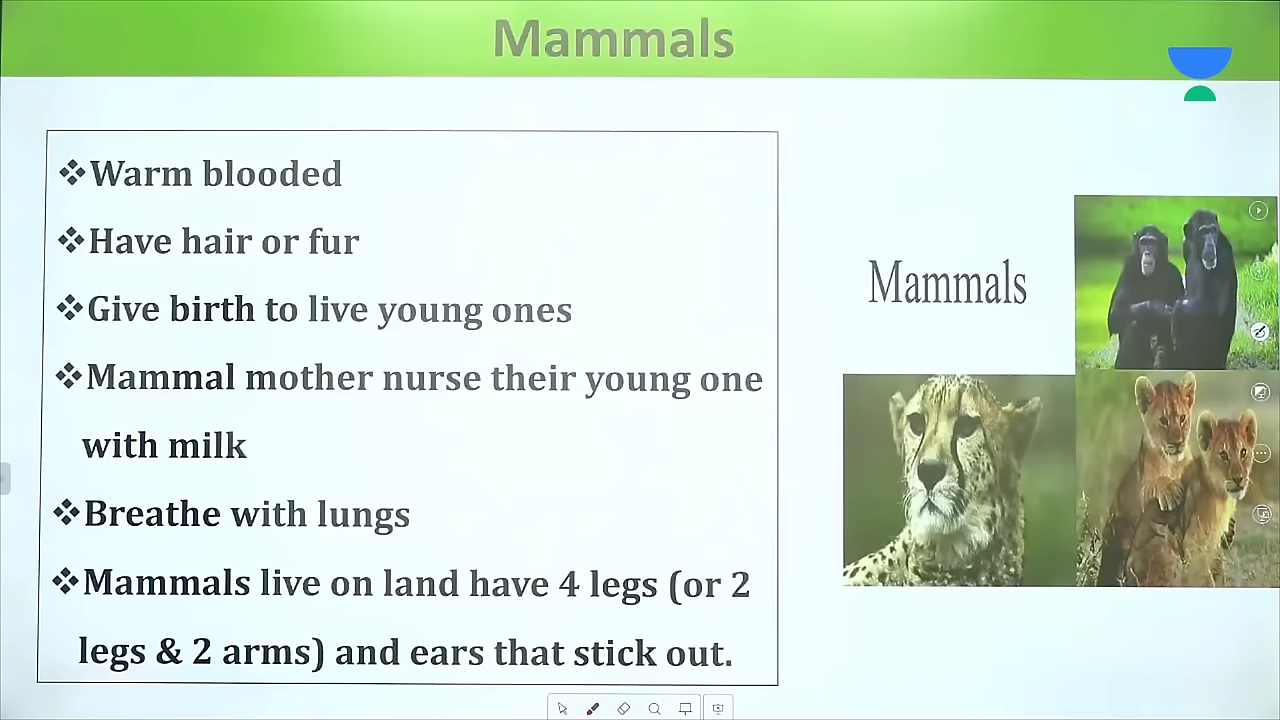 Mammals
❖Warm blooded
❖Have hair or fur
❖Give birth to live young ones
❖Mammal mother nurse their young one
with milk
❖Breathe with lungs
❖Mammals live on land have 4 legs (or 2
legs & 2 arms) and ears that stick out.
Mammals